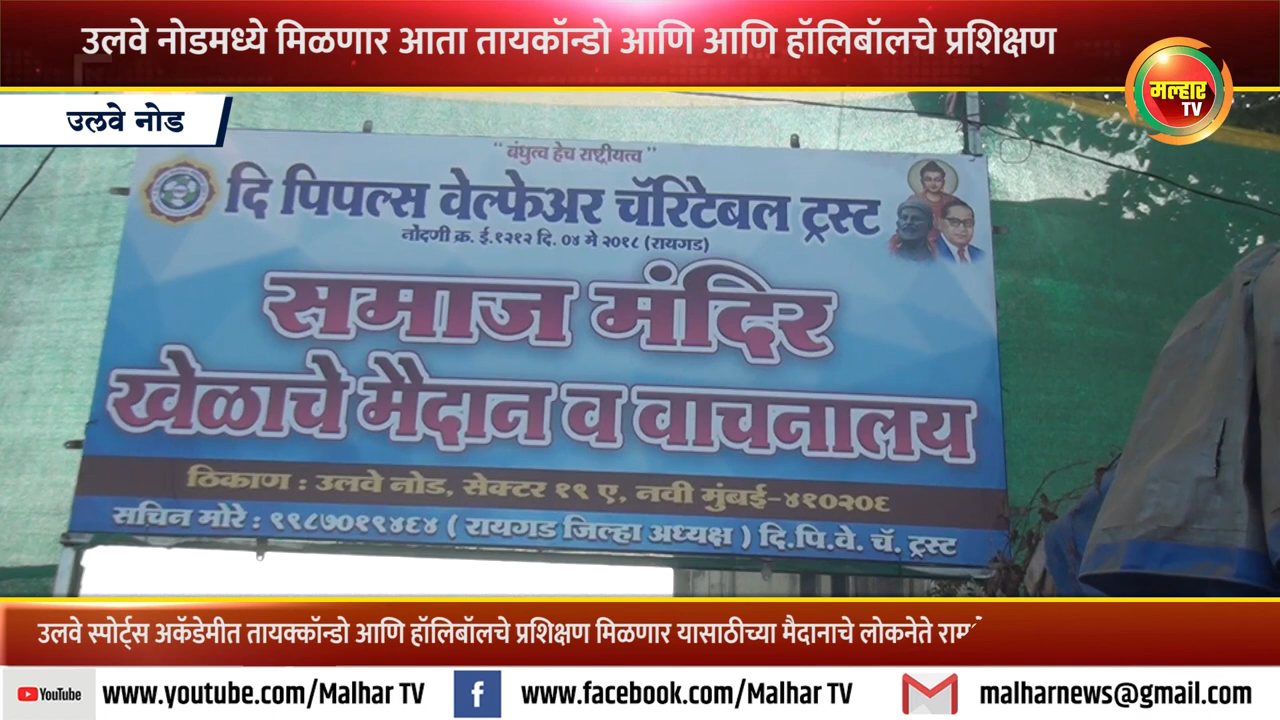 उलवे नोडमध्ये मिळणार आता तायकॉन्डो आणि आणि हॉलिबॉलचे प्रशिक्षण
मल्हार
TV
उलवे नोड
"बंधुत्व हेच राष्ट्रीयत्व"
दि पिपल्स वेल्फेअर चॅरिटेबल ट्रस्ट
नोंदणी क्र. ई.१२१२ दि. ०४ मे २०१८ (रायगड)
समाज मंदिर
खेळाचे मैदान व वाचनालय
ठिकाण : उलवे नोड, सेक्टर १९ ए, नवी मुंबई-४१०२०६
सचिन मोरे : ९९८७०१९४६४ ( रायगड जिल्हा अध्यक्ष ) दि.पि.वे. चॅ. ट्रस्ट
उलवे स्पोर्ट्स अकॅडेमीत तायक्कॉन्डो आणि हॉलिबॉलचे प्रशिक्षण मिळणार यासाठीच्या मैदानाचे लोकनेते
YouTube www.youtube.com/Malhar TV f www.facebook.com/Malhar TV malharnews@gmail.com